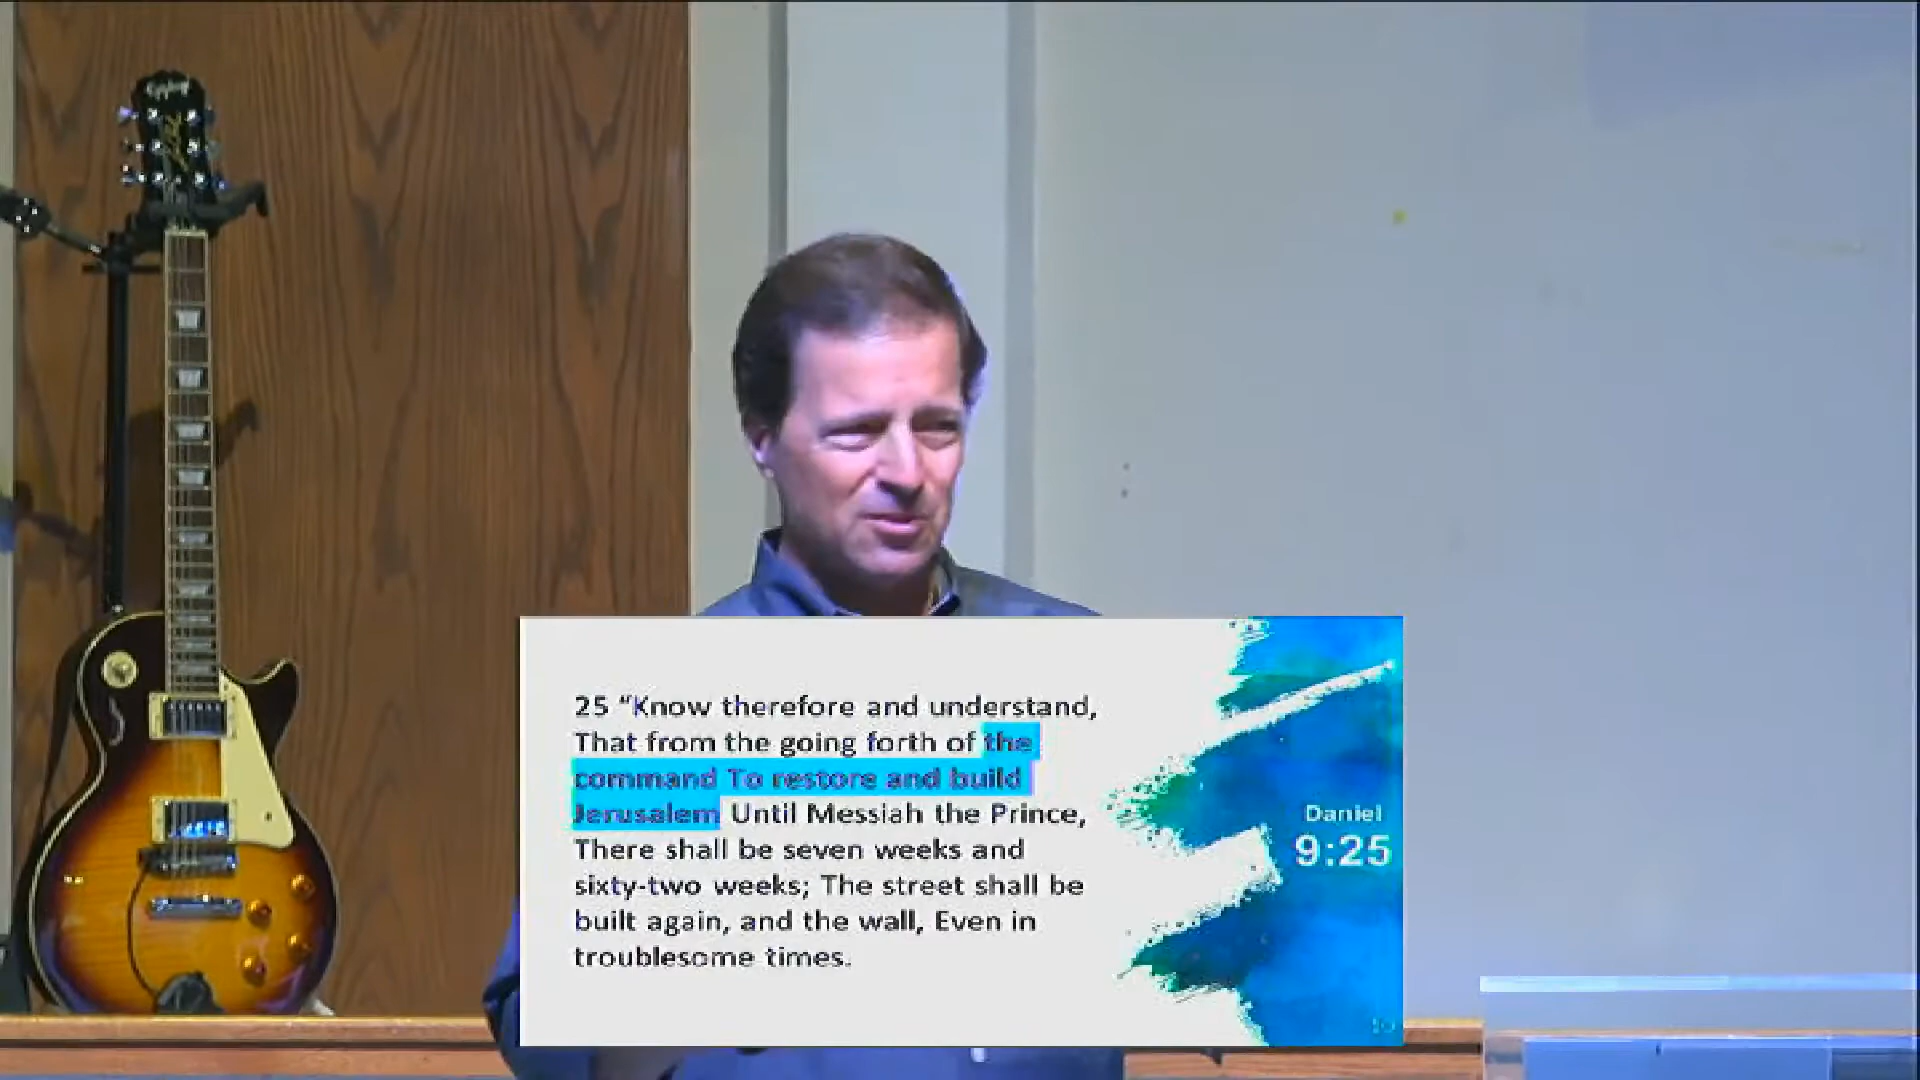 Epiphone
25 “Know therefore and understand,
That from the going forth of the
command To restore and build
Jerusalem Until Messiah the Prince,
There shall be seven weeks and
sixty-two weeks; The street shall be
built again, and the wall, Even in
troublesome times.
Daniel
9:25